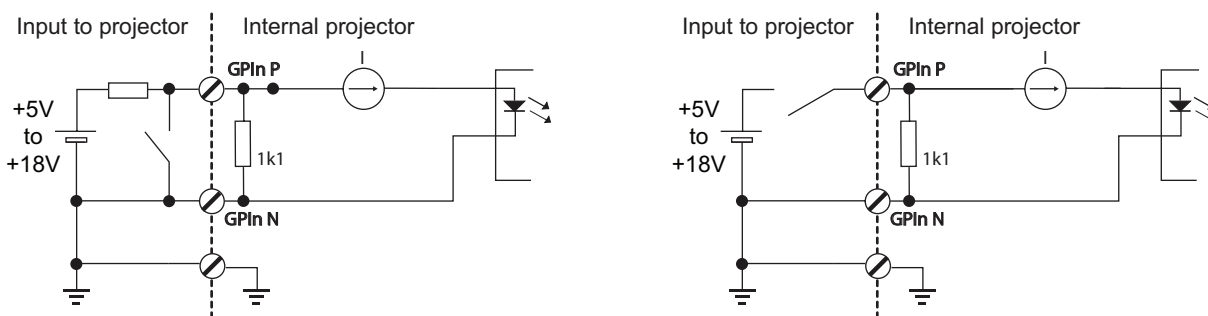 Input to projector
Internal projector
I
GPIn P
+5V
to
+18V
1k1
GPIn N
Input to projector
Internal projector
I
GPIn P
+5V
to
+18V
1k1
GPIn N